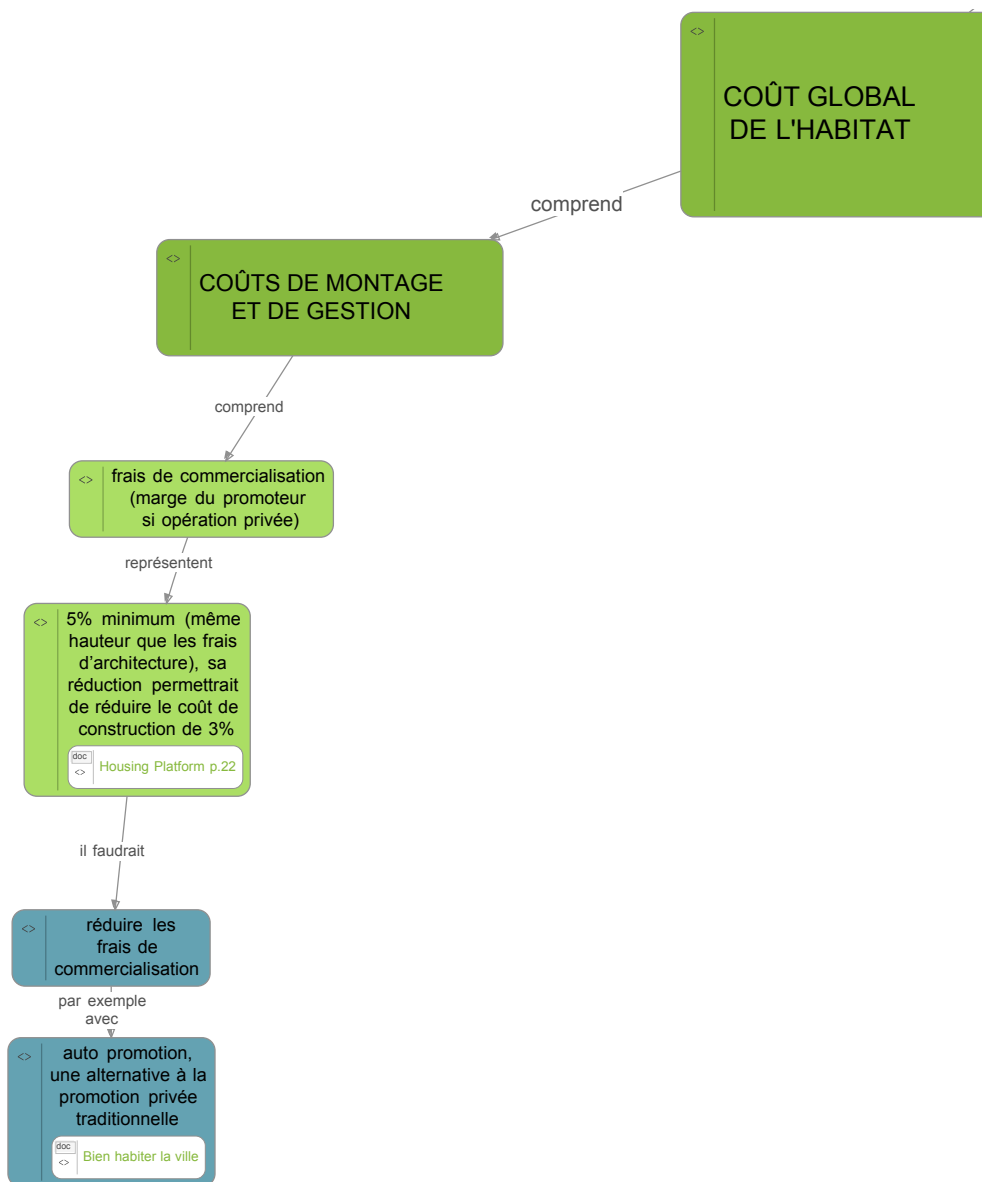 <>
COÛT GLOBAL
DE L'HABITAT
comprend
<>
COÛTS DE MONTAGE
ET DE GESTION
comprend
<>
frais de commercialisation
(marge du promoteur
si opération privée)
représentent
<>
5% minimum (même
hauteur que les frais
d’architecture), sa
réduction permettrait
de réduire le coût de
construction de 3%
doc
<>
Housing Platform p.22
il faudrait
<>
réduire les
frais de
commercialisation
par exemple
avec
<>
auto promotion,
une alternative à la
promotion privée
traditionnelle
doc
<>
Bien habiter la ville